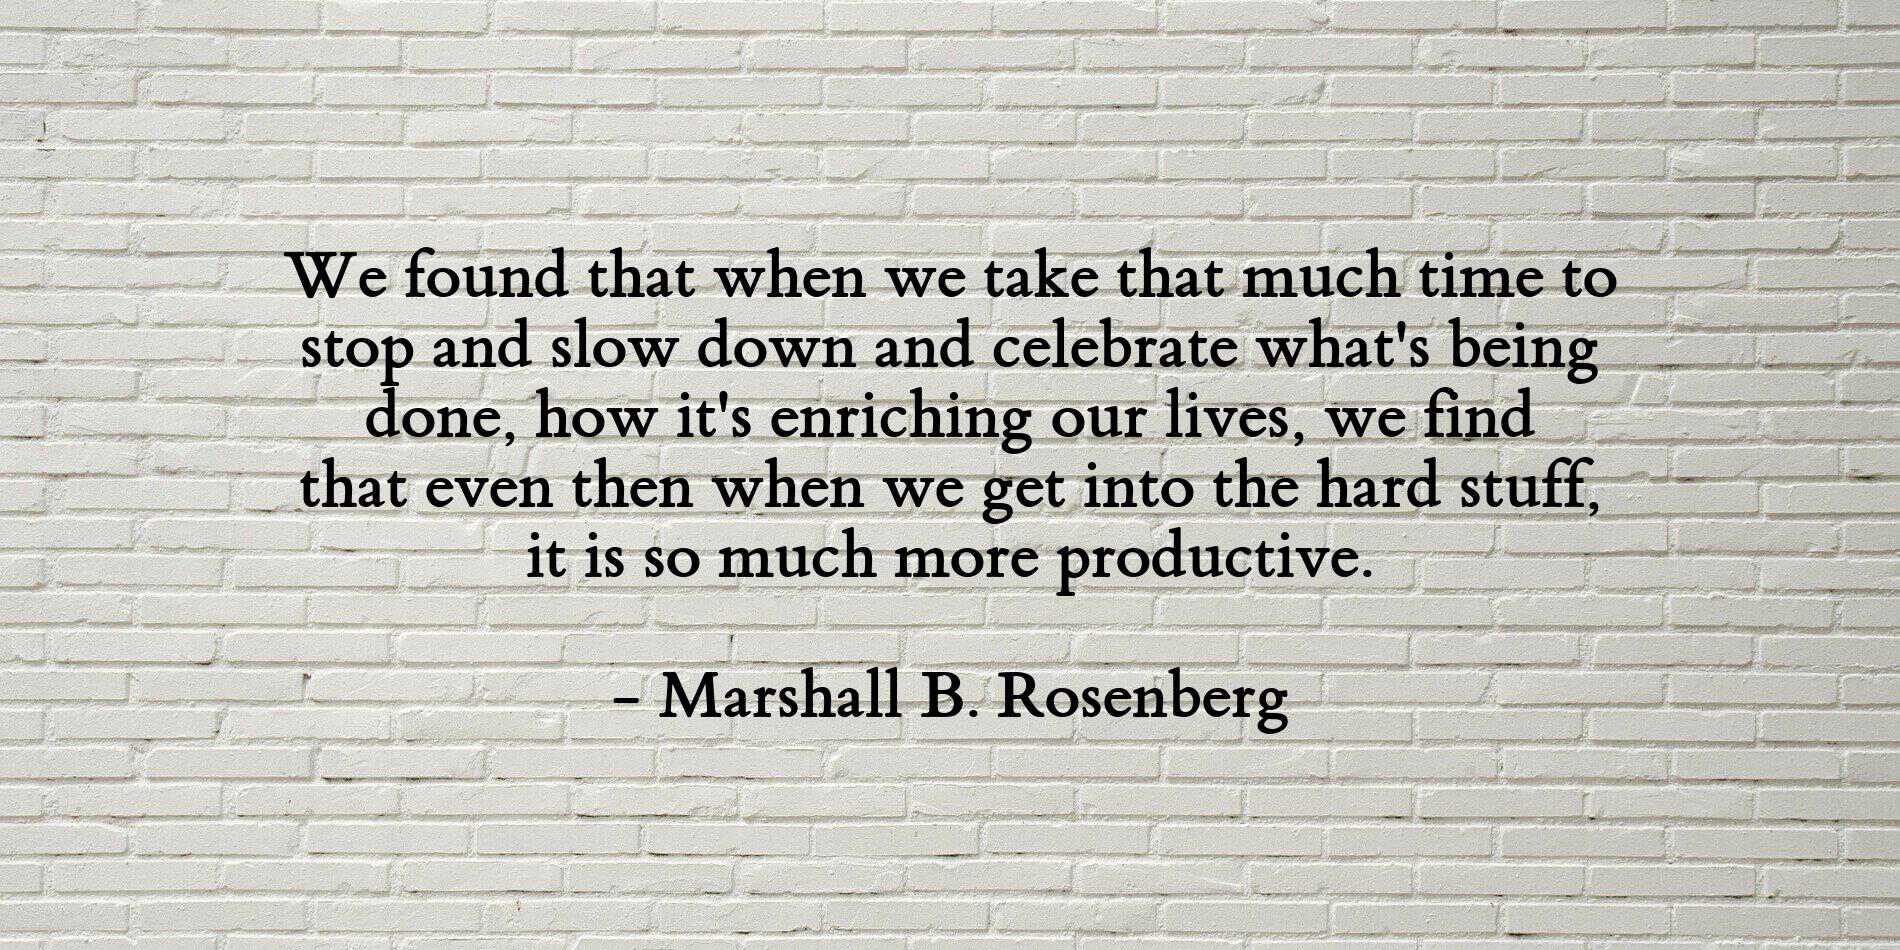 We found that when we take that much time to
stop and slow down and celebrate what's being
done, how it's enriching our lives, we find
that even then when we get into the hard stuff,
it is so much more productive.
- Marshall B. Rosenberg